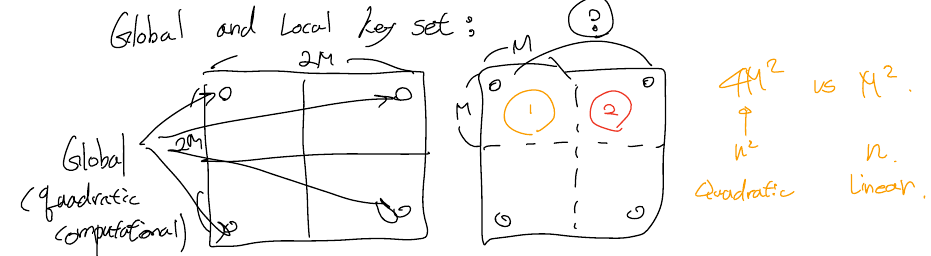 Global and Local key set :
2M
2M
Global
(quadratic
computational)
?
M
M
1
2
4M² vs M².
n² n.
Quadratic Linear.